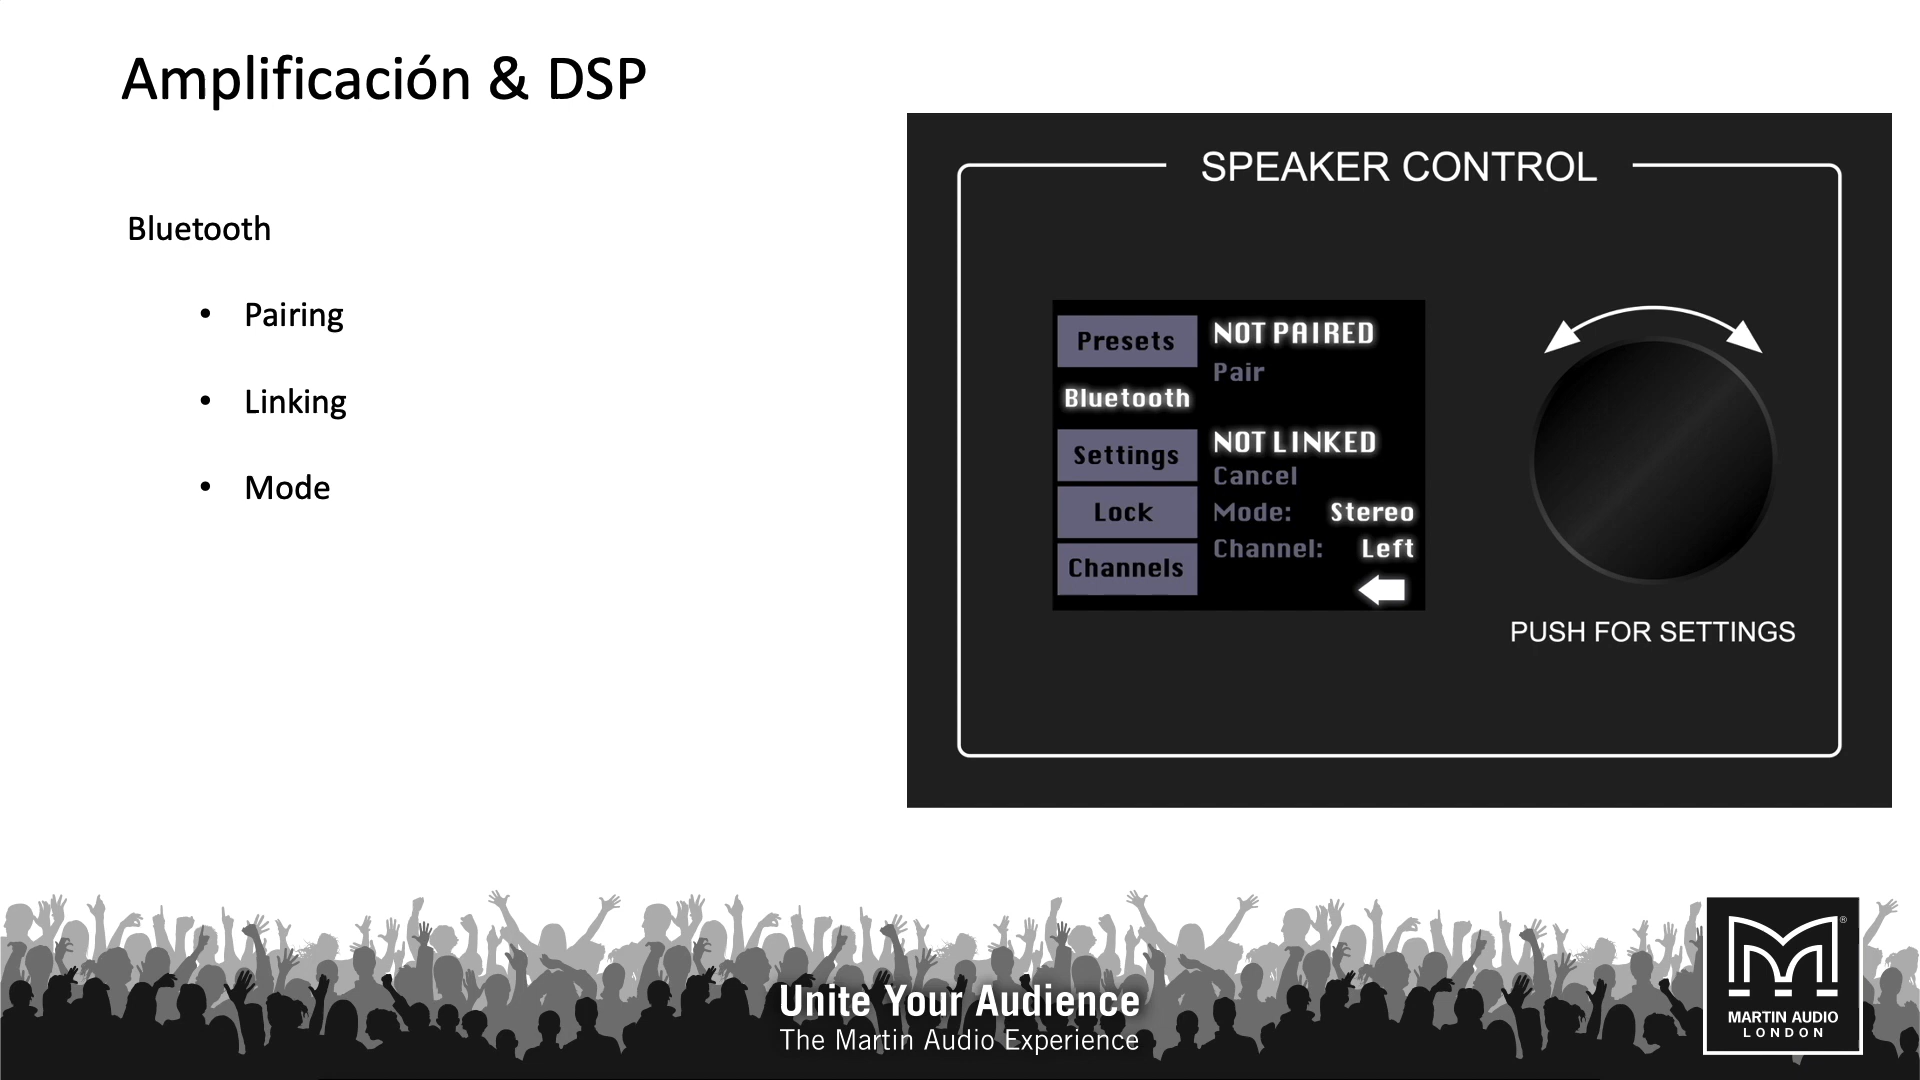 Amplificación & DSP
Bluetooth
• Pairing
• Linking
• Mode
SPEAKER CONTROL
Presets
Bluetooth
Settings
Lock
Channels
NOT PAIRED
Pair
NOT LINKED
Cancel
Mode: Stereo
Channel: Left
PUSH FOR SETTINGS
Unite Your Audience
The Martin Audio Experience
®
MARTIN AUDIO
LONDON